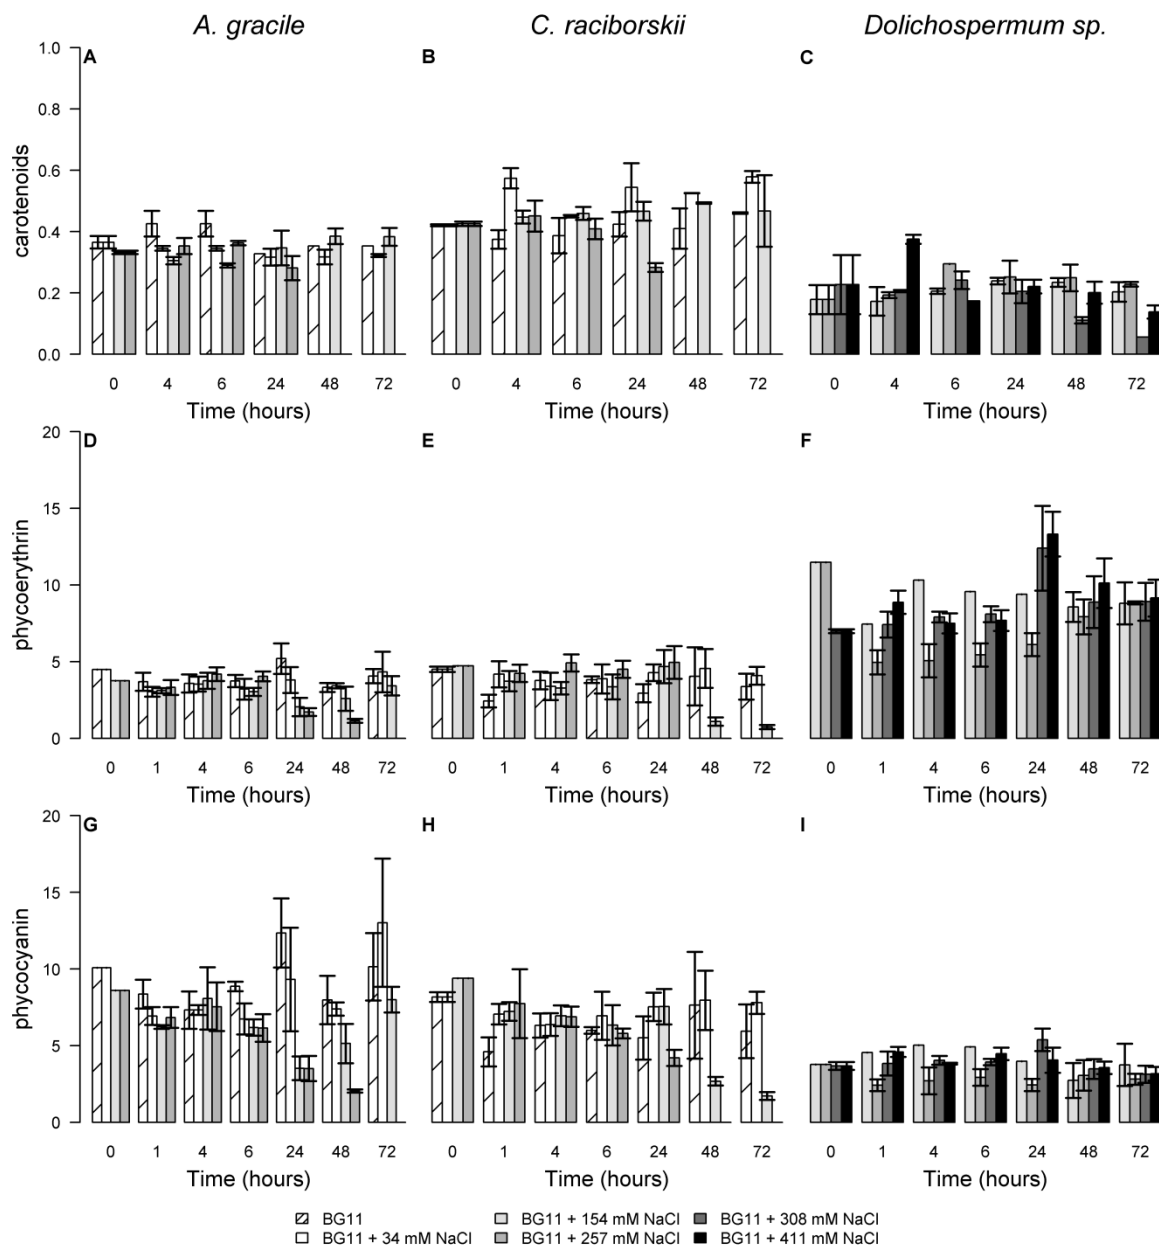 A. gracile C. raciborskii Dolichospermum sp.
A B C
carotenoids
1.0
0.8
0.6
0.4
0.2
0.0
0 4 6 24 48 72 0 4 6 24 48 72 0 4 6 24 48 72
Time (hours) Time (hours) Time (hours)
D E F
phycoerythrin
20
15
10
5
0
0 1 4 6 24 48 72 0 1 4 6 24 48 72 0 1 4 6 24 48 72
Time (hours) Time (hours) Time (hours)
G H I
phycocyanin
20
15
10
5
0
0 1 4 6 24 48 72 0 1 4 6 24 48 72 0 1 4 6 24 48 72
Time (hours) Time (hours) Time (hours)
BG11 BG11 + 154 mM NaCl BG11 + 308 mM NaCl
BG11 + 34 mM NaCl BG11 + 257 mM NaCl BG11 + 411 mM NaCl